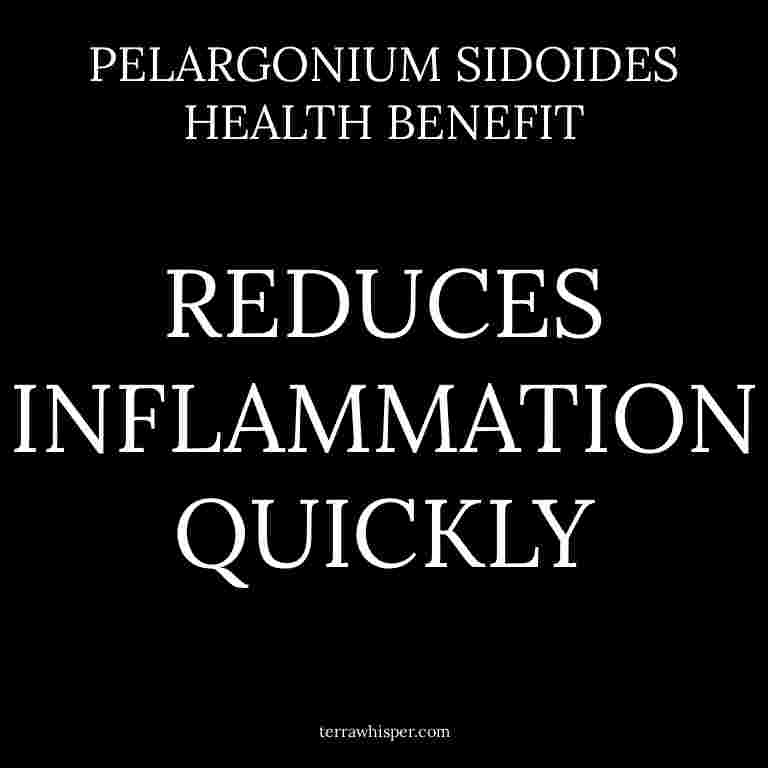 PELARGONIUM SIDOIDES
HEALTH BENEFIT
REDUCES
INFLAMMATION
QUICKLY
terrawhisper.com